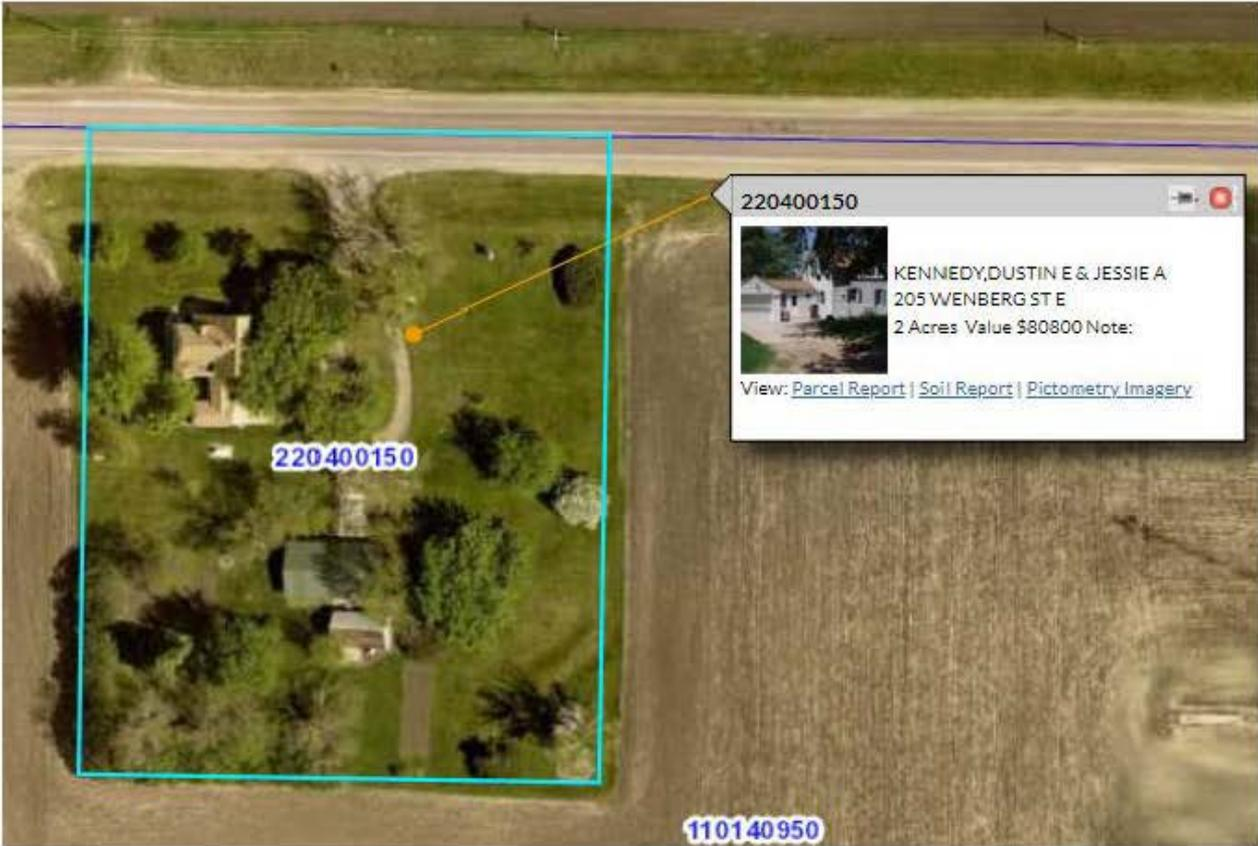 220400150
KENNEDY,DUSTIN E & JESSIE A
205 WENBERG ST E
2 Acres Value $80800 Note:
View: Parcel Report | Soil Report | Pictometry Imagery
220400150
110140950